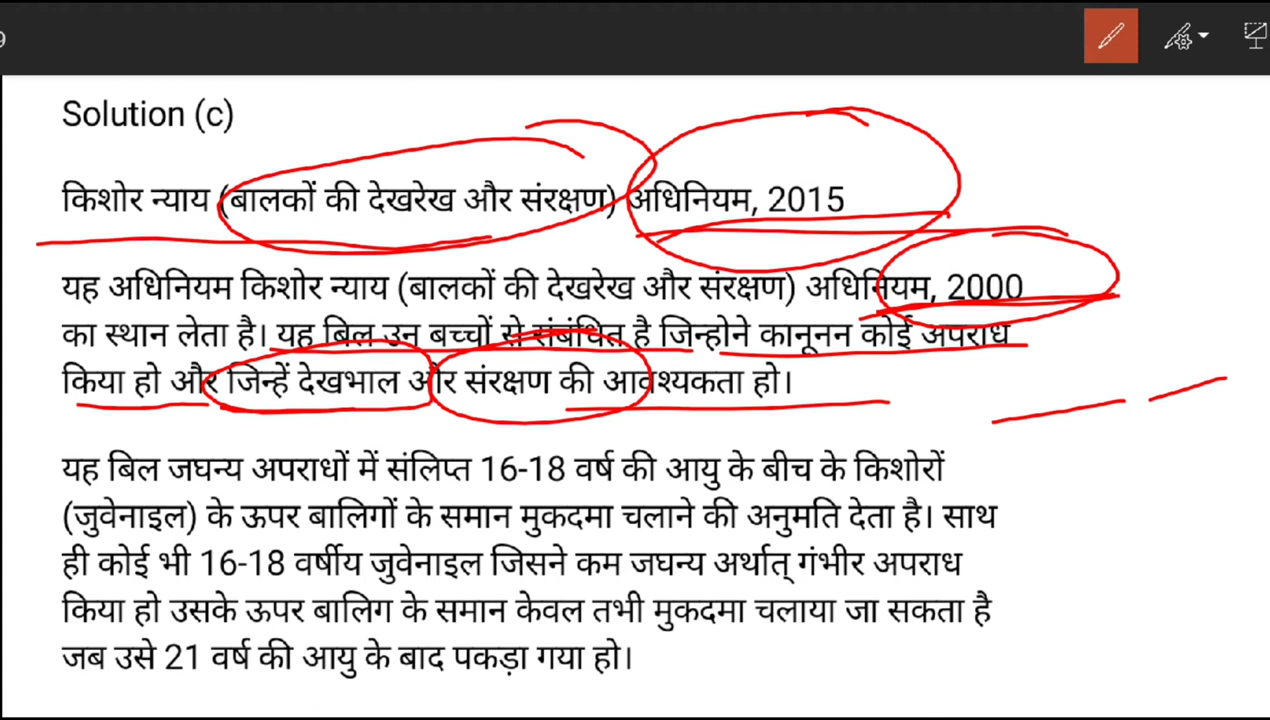 9
Solution (c)
किशोर न्याय (बालकों की देखरेख और संरक्षण) अधिनियम, 2015
यह अधिनियम किशोर न्याय (बालकों की देखरेख और संरक्षण) अधिनियम, 2000
का स्थान लेता है। यह बिल उन बच्चों से संबंधित है जिन्होने कानूनन कोई अपराध
किया हो और जिन्हें देखभाल और संरक्षण की आवश्यकता हो।
यह बिल जघन्य अपराधों में संलिप्त 16-18 वर्ष की आयु के बीच के किशोरों
(जुवेनाइल) के ऊपर बालिगों के समान मुकदमा चलाने की अनुमति देता है। साथ
ही कोई भी 16-18 वर्षीय जुवेनाइल जिसने कम जघन्य अर्थात् गंभीर अपराध
किया हो उसके ऊपर बालिग के समान केवल तभी मुकदमा चलाया जा सकता है
जब उसे 21 वर्ष की आयु के बाद पकड़ा गया हो।